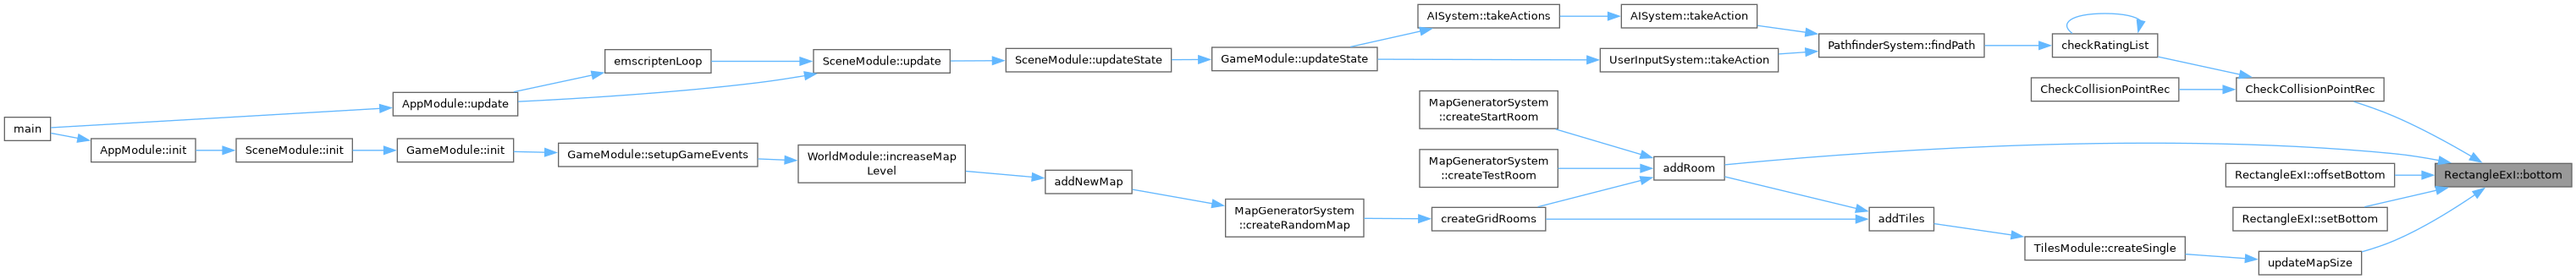 AISystem::takeActions
AISystem::takeAction
checkRatingList
PathfinderSystem::findPath
emscriptenLoop
SceneModule::update
SceneModule::updateState
GameModule::updateState
UserInputSystem::takeAction
CheckCollisionPointRec
CheckCollisionPointRec
AppModule::update
MapGeneratorSystem
::createStartRoom
main
AppModule::init
SceneModule::init
GameModule::init
GameModule::setupGameEvents
WorldModule::increaseMap
Level
MapGeneratorSystem
::createTestRoom
addRoom
RectangleExI::offsetBottom
RectangleExI::bottom
addNewMap
MapGeneratorSystem
::createRandomMap
createGridRooms
addTiles
RectangleExI::setBottom
TilesModule::createSingle
updateMapSize